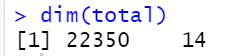 > dim(total)
[1] 22350    14